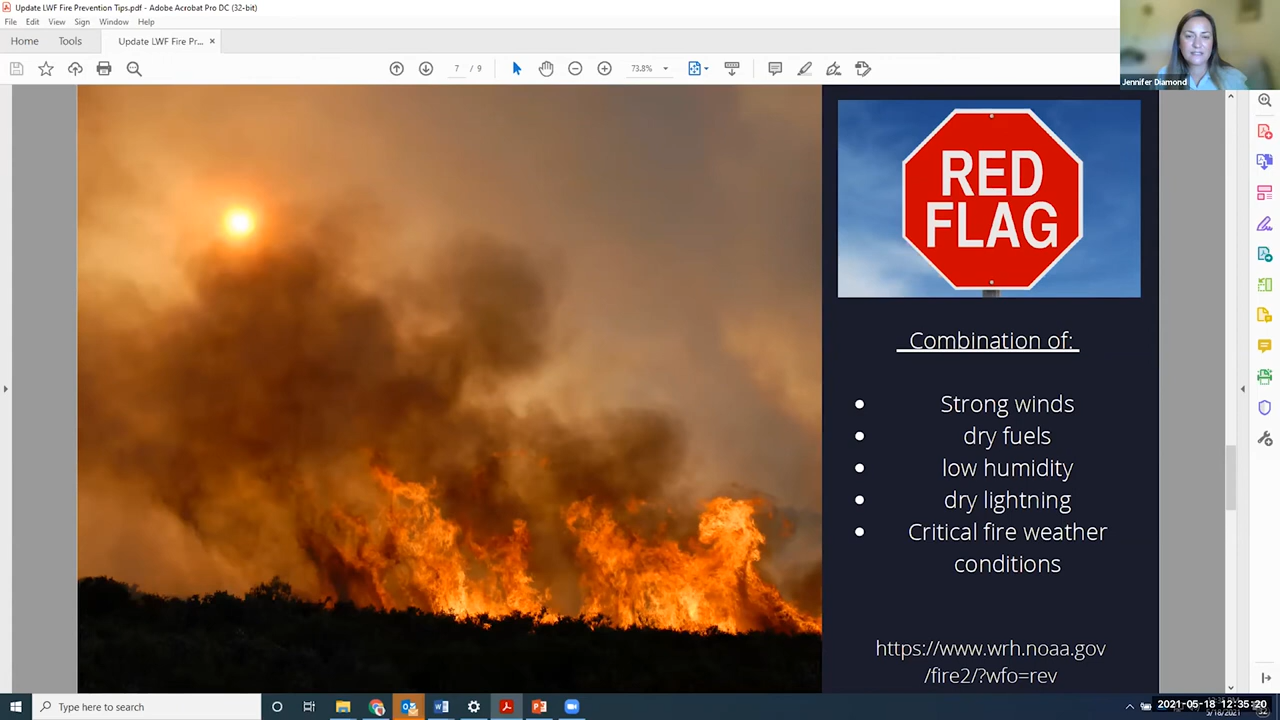 Update LWF Fire Prevention Tips.pdf - Adobe Acrobat Pro DC (32-bit)
File Edit View Sign Window Help
Home Tools Update LWF Fire Pr... ×
7 / 9 73.8%
Jennifer Diamond
RED
FLAG
Combination of:
• Strong winds
• dry fuels
• low humidity
• dry lightning
• Critical fire weather
conditions
https://www.wrh.noaa.gov
/fire2/?wfo=rev
Type here to search
2021-05-18 12:35:20